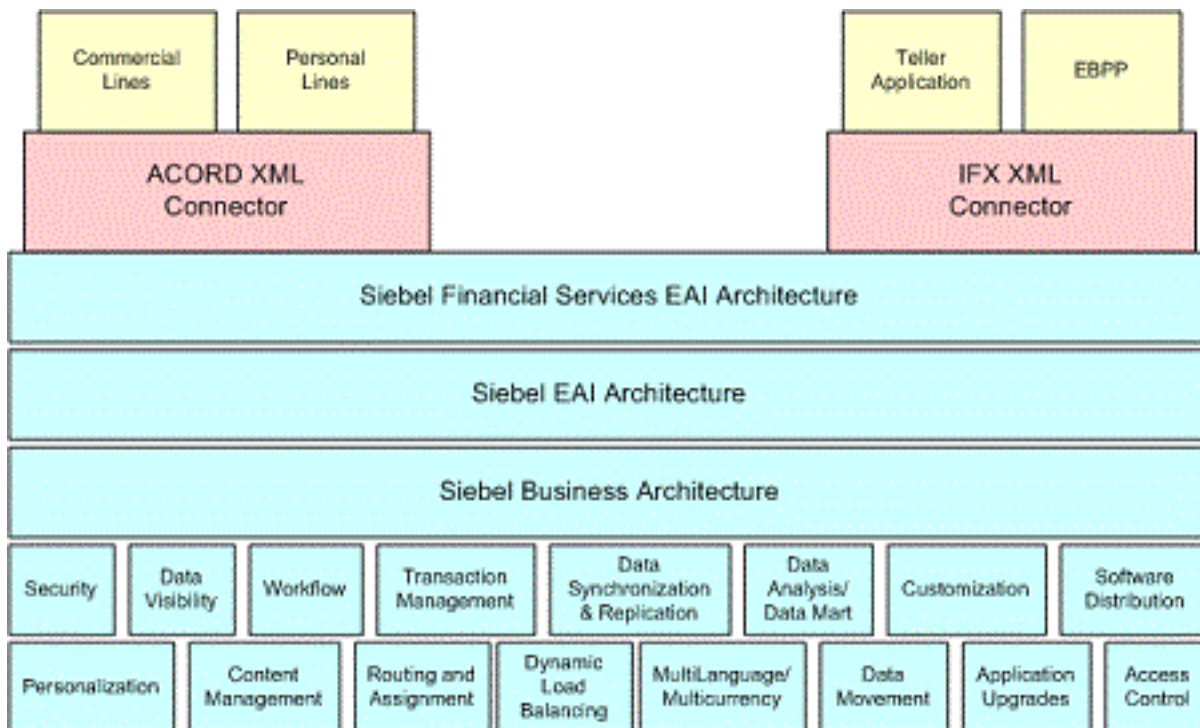 Commercial
Lines
Personal
Lines
Teller
Application
EBPP
ACORD XML
Connector
IFX XML
Connector
Siebel Financial Services EAI Architecture
Siebel EAI Architecture
Siebel Business Architecture
Security
Data
Visibility
Workflow
Transaction
Management
Data
Synchronization
& Replication
Data
Analysis/
Data Mart
Customization
Software
Distribution
Personalization
Content
Management
Routing and
Assignment
Dynamic
Load
Balancing
MultiLanguage/
Multicurrency
Data
Movement
Application
Upgrades
Access
Control